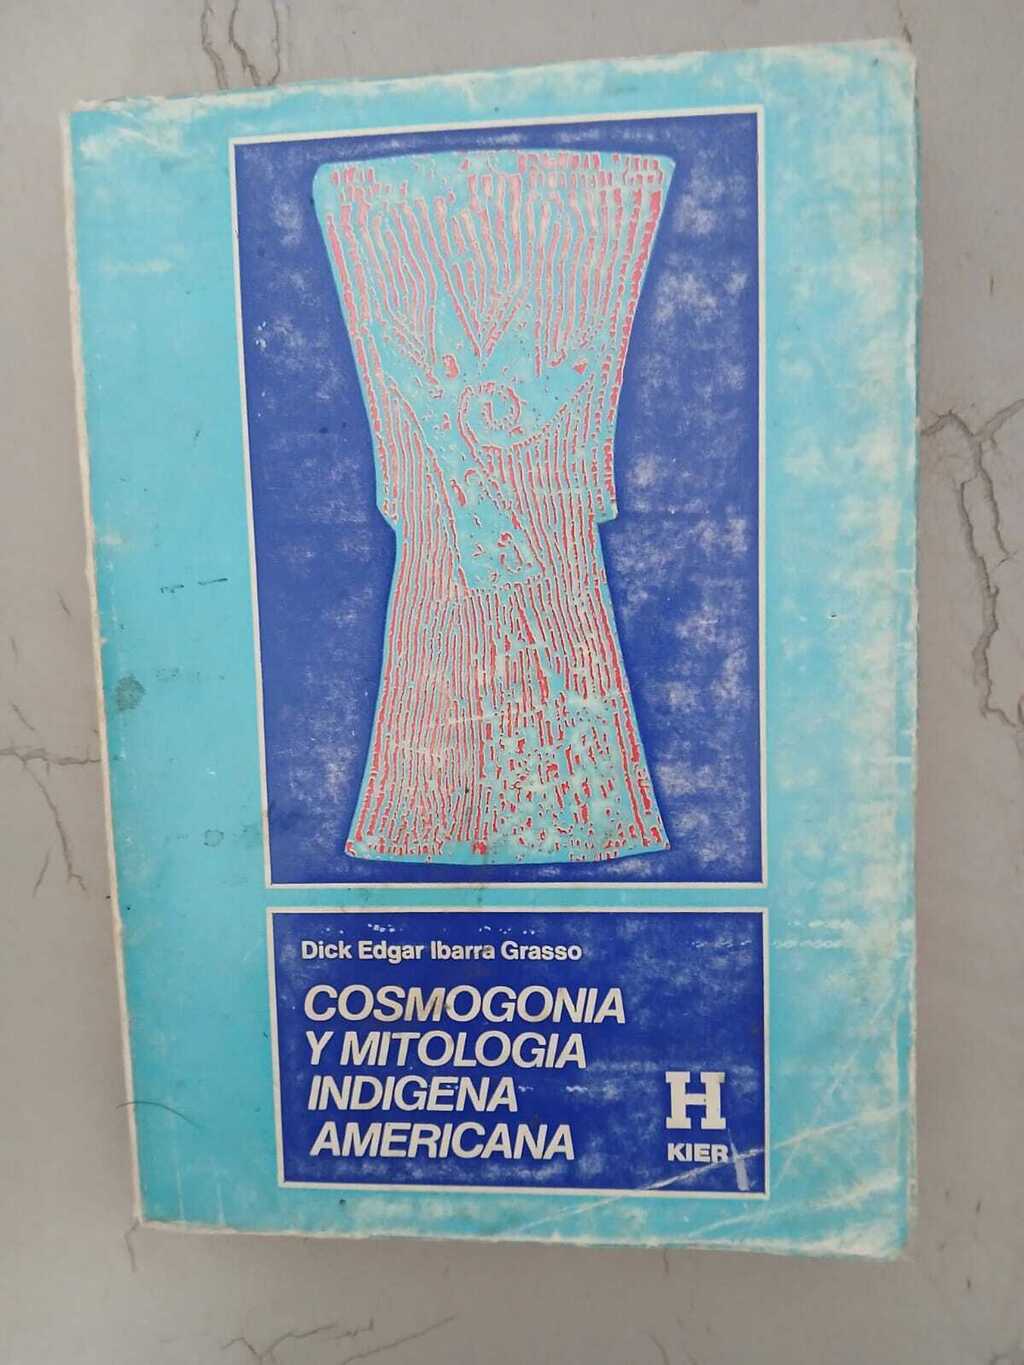 Dick Edgar Ibarra Grasso
COSMOGONIA
Y MITOLOGIA
INDIGENA
AMERICANA
H
KIER